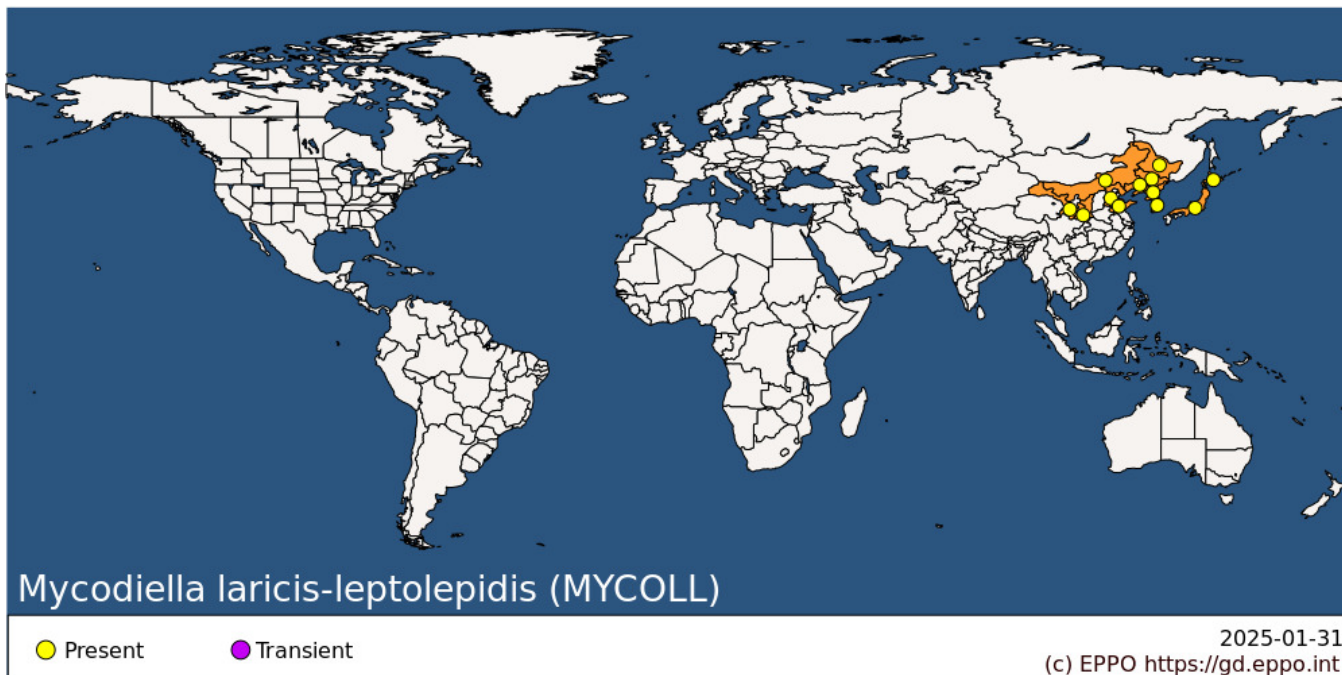 Mycodiella laricis-leptolepidis (MYCOLL)
Present
Transient
2025-01-31
(c) EPPO https://gd.eppo.int